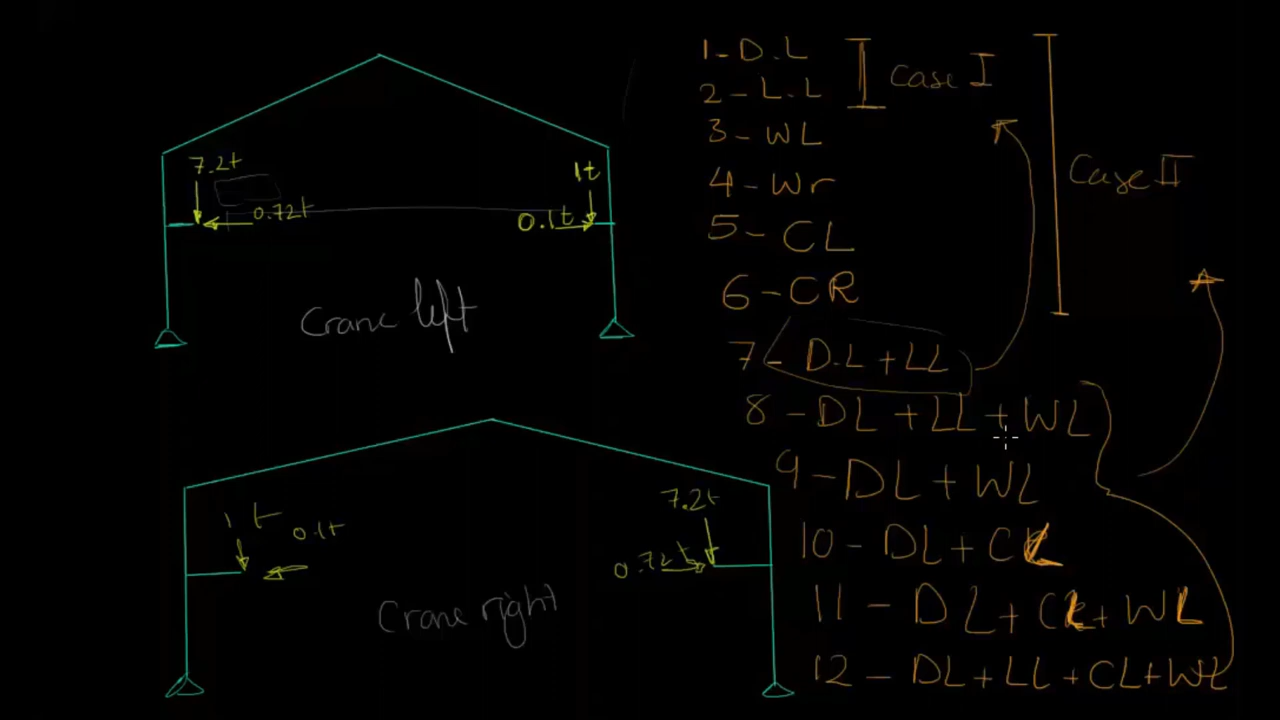 7.2t
0.72t
1t
0.1t
Crane left
1 t
0.1t
7.2t
0.72t
Crane right
1-D.L
2-L.L
Case I
3-WL
4-Wr
5-CL
6-CR
Case II
7- D.L+LL
8-DL+LL+WL
9-DL+WL
10-DL+CL
11-DL+CL+WL
12-DL+LL+CL+WL